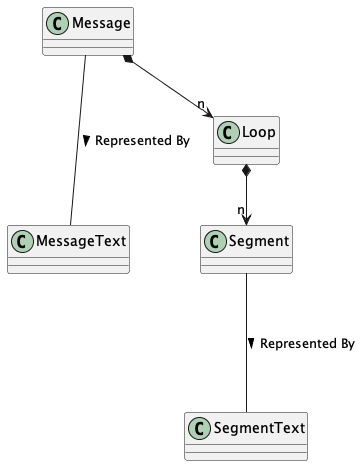 C Message
n
C Loop
Represented By
n
C MessageText
C Segment
Represented By
C SegmentText